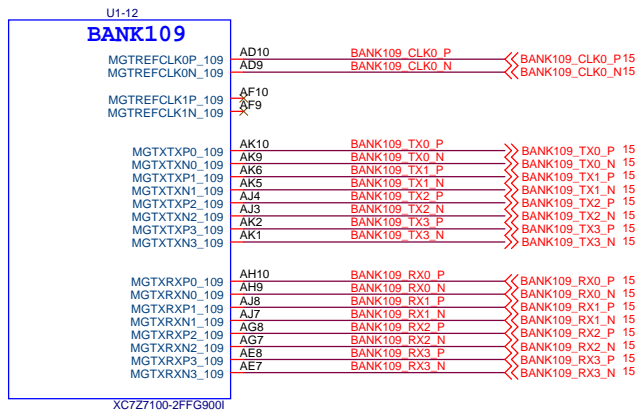 U1-12
BANK109
MGTREFCLK0P_109 AD10 BANK109_CLK0_P BANK109_CLK0_P 15
MGTREFCLK0N_109 AD9 BANK109_CLK0_N BANK109_CLK0_N 15
MGTREFCLK1P_109 AF10
MGTREFCLK1N_109 AF9
MGTXTXP0_109 AK10 BANK109_TX0_P BANK109_TX0_P 15
MGTXTXN0_109 AK9 BANK109_TX0_N BANK109_TX0_N 15
MGTXTXP1_109 AK6 BANK109_TX1_P BANK109_TX1_P 15
MGTXTXN1_109 AK5 BANK109_TX1_N BANK109_TX1_N 15
MGTXTXP2_109 AJ4 BANK109_TX2_P BANK109_TX2_P 15
MGTXTXN2_109 AJ3 BANK109_TX2_N BANK109_TX2_N 15
MGTXTXP3_109 AK2 BANK109_TX3_P BANK109_TX3_P 15
MGTXTXN3_109 AK1 BANK109_TX3_N BANK109_TX3_N 15
MGTXRXP0_109 AH10 BANK109_RX0_P BANK109_RX0_P 15
MGTXRXN0_109 AH9 BANK109_RX0_N BANK109_RX0_N 15
MGTXRXP1_109 AJ8 BANK109_RX1_P BANK109_RX1_P 15
MGTXRXN1_109 AJ7 BANK109_RX1_N BANK109_RX1_N 15
MGTXRXP2_109 AG8 BANK109_RX2_P BANK109_RX2_P 15
MGTXRXN2_109 AG7 BANK109_RX2_N BANK109_RX2_N 15
MGTXRXP3_109 AE8 BANK109_RX3_P BANK109_RX3_P 15
MGTXRXN3_109 AE7 BANK109_RX3_N BANK109_RX3_N 15
XC7Z7100-2FFG900I